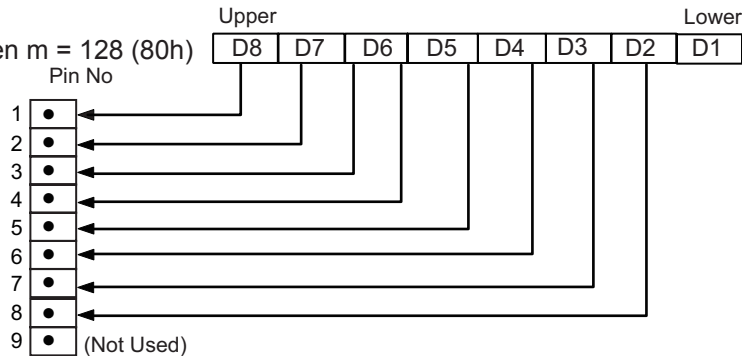 Upper Lower
en m = 128 (80h) D8 D7 D6 D5 D4 D3 D2 D1
Pin No
1
2
3
4
5
6
7
8
9 (Not Used)